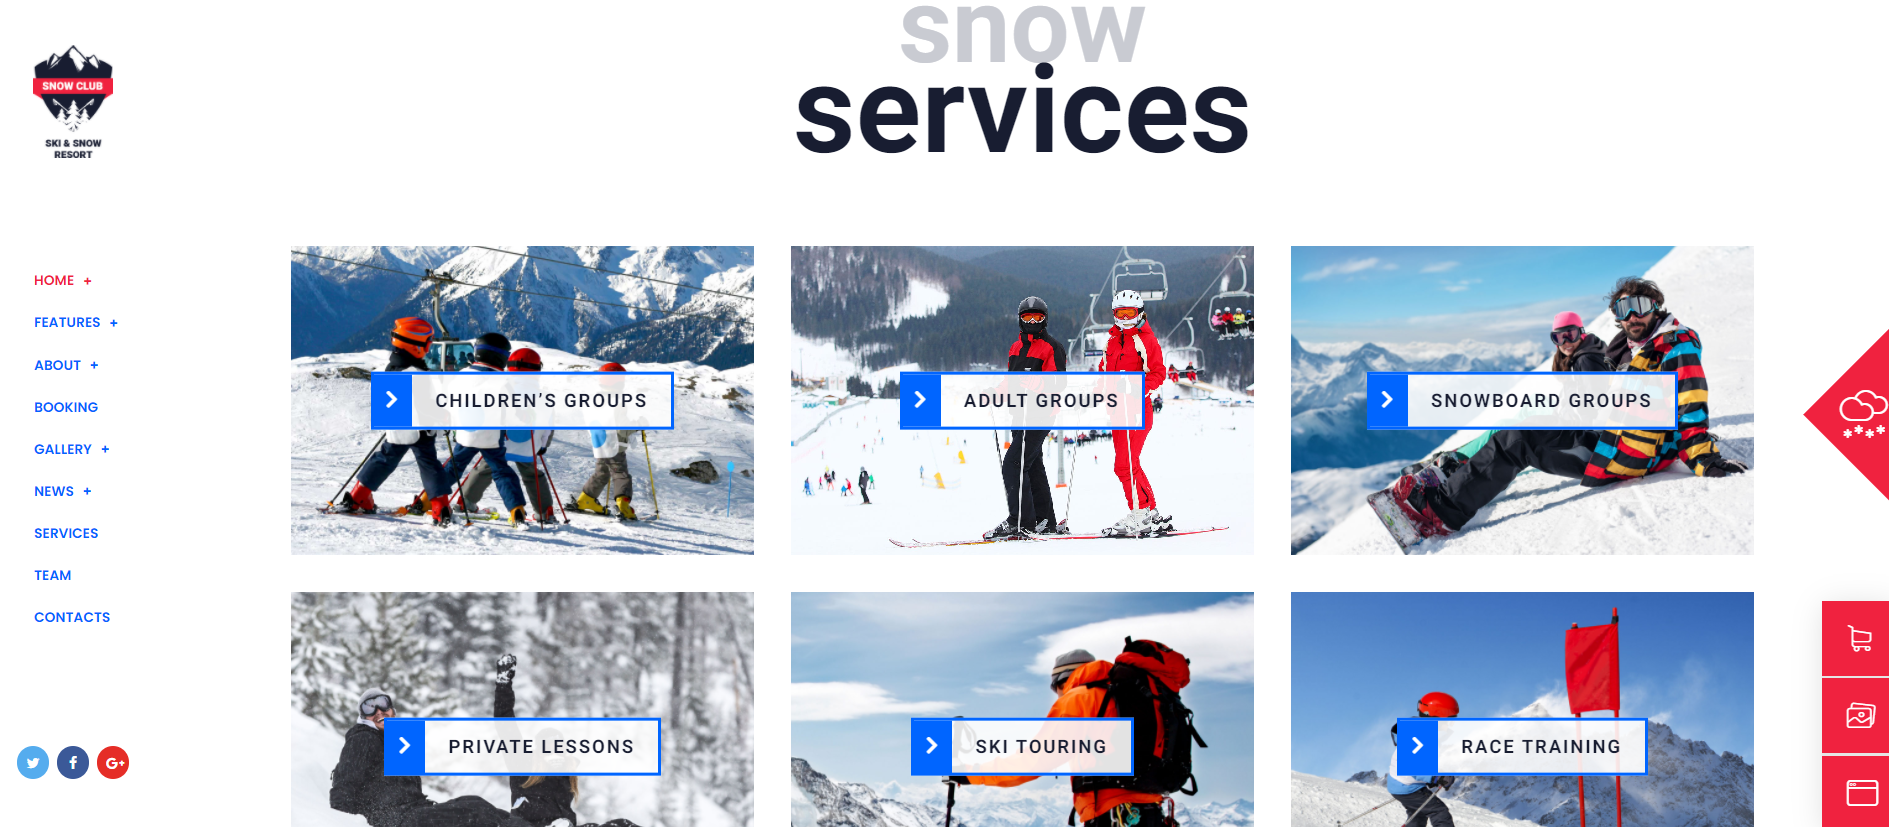 SNOW CLUB
SKI & SNOW
RESORT
HOME +
FEATURES +
ABOUT +
BOOKING
GALLERY +
NEWS +
SERVICES
TEAM
CONTACTS
snow
services
CHILDREN’S GROUPS
ADULT GROUPS
SNOWBOARD GROUPS
PRIVATE LESSONS
SKI TOURING
RACE TRAINING